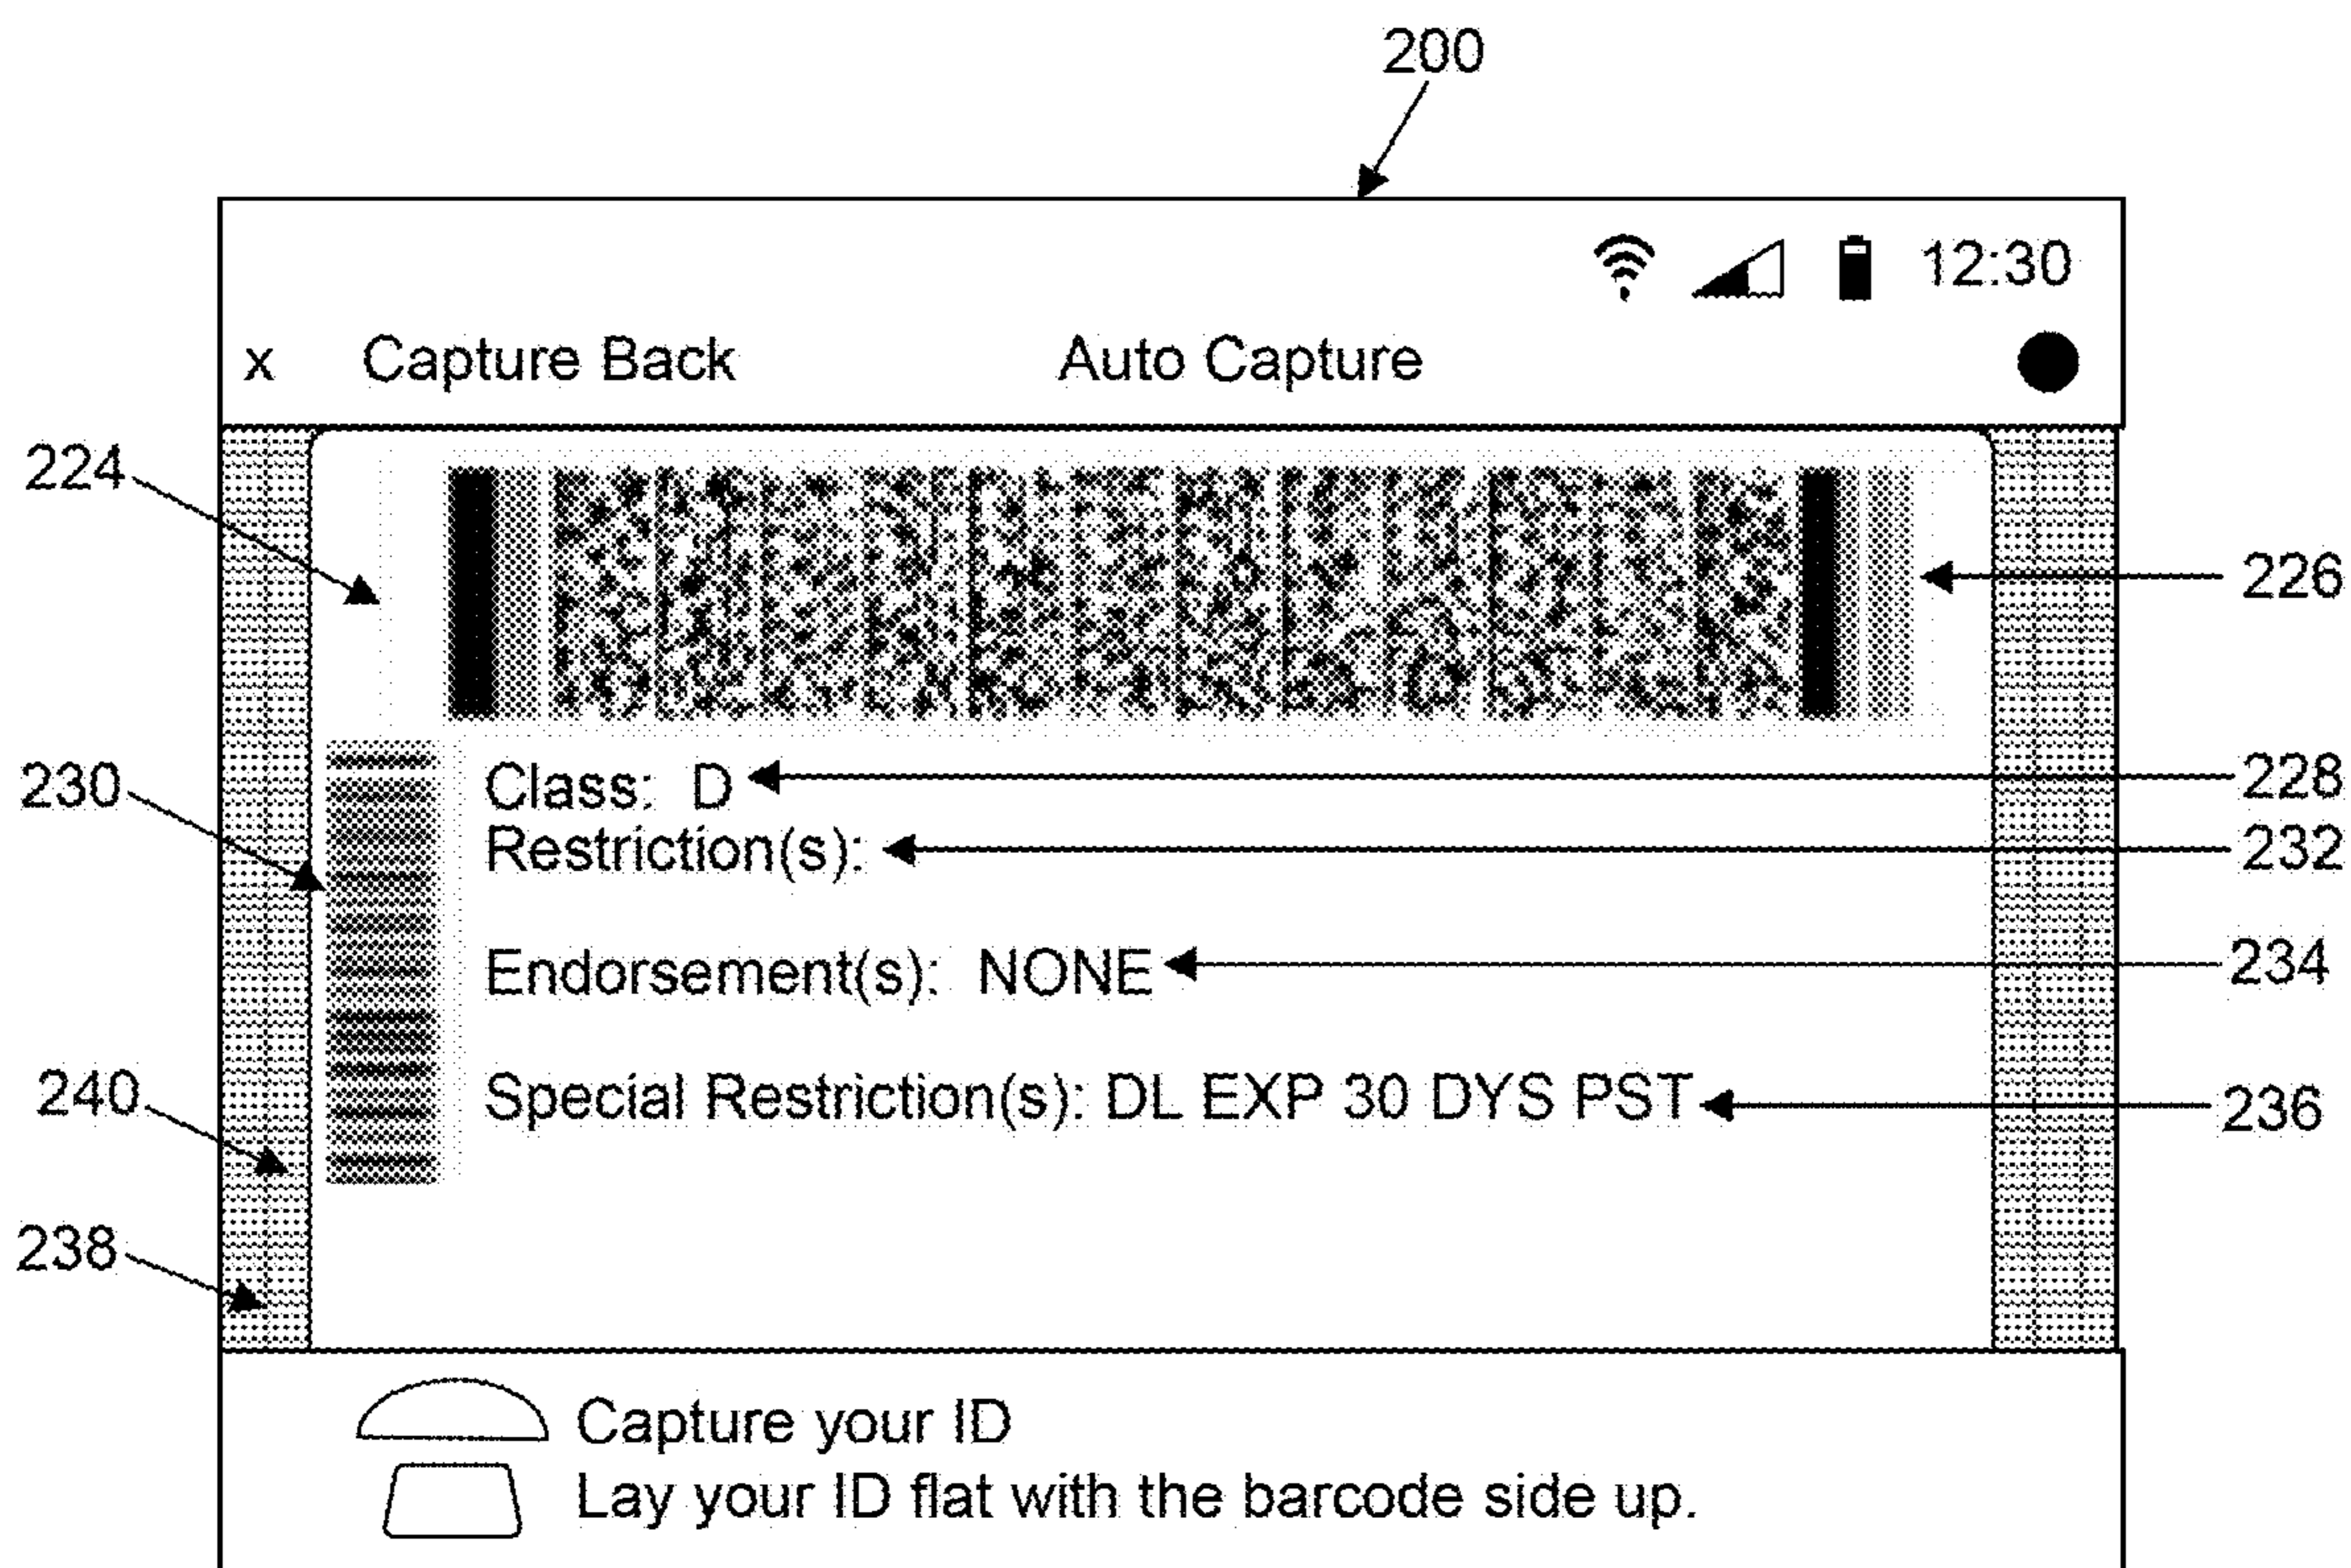 200
12:30
x Capture Back Auto Capture
224
226
230
Class: D
228
Restriction(s):
232
Endorsement(s): NONE
234
240
Special Restriction(s): DL EXP 30 DYS PST
236
238
Capture your ID
Lay your ID flat with the barcode side up.